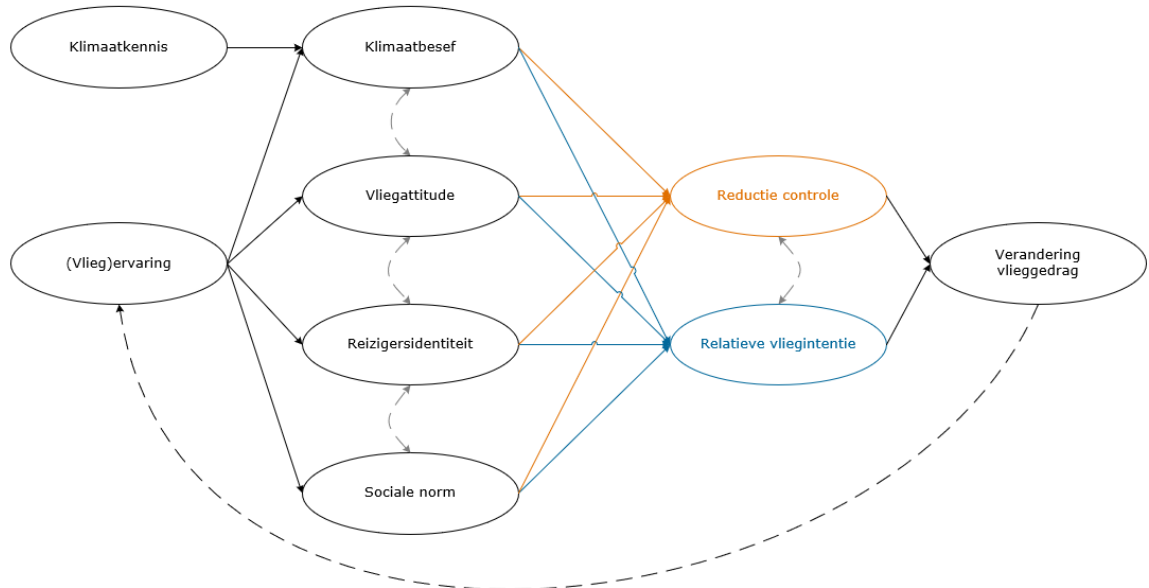 Klimaatkennis
Klimaatbesef
Vliegattitude
Reductie controle
(Vlieg)ervaring
Verandering
vlieggedrag
Reizigersidentiteit
Relatieve vliegintentie
Sociale norm